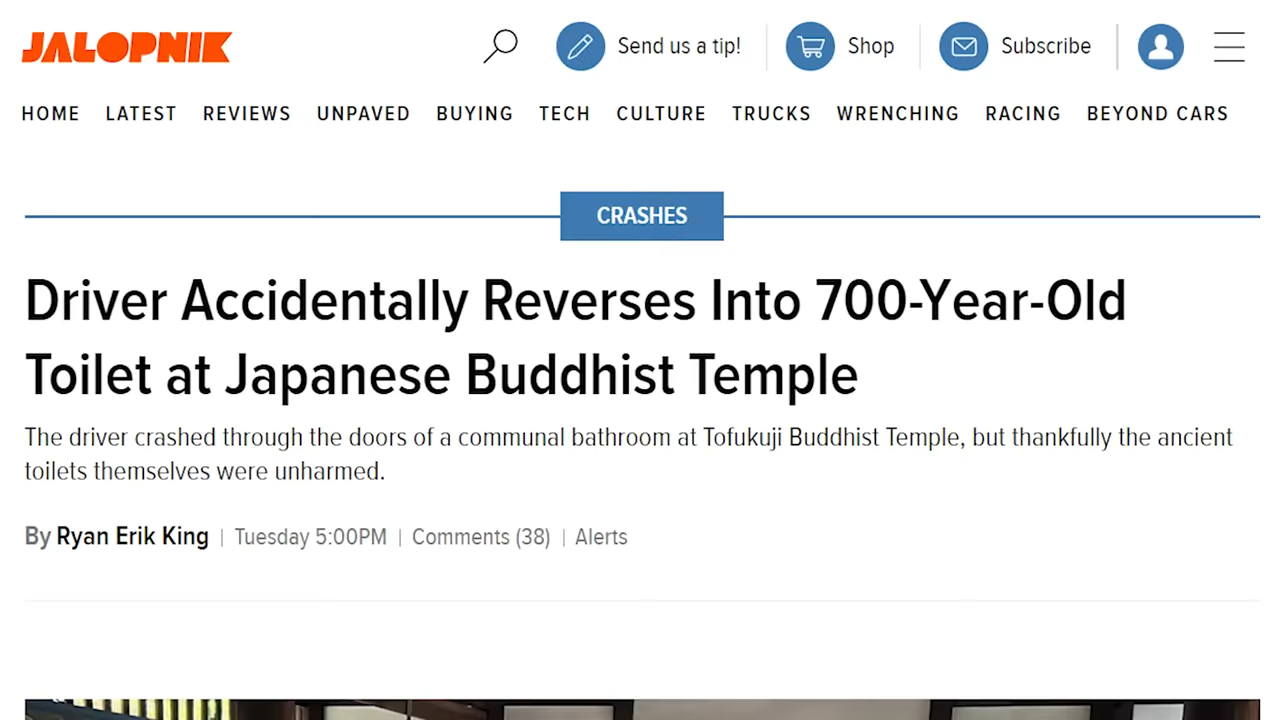 JALOPNIK
Send us a tip!
Shop
Subscribe
HOME LATEST REVIEWS UNPAVED BUYING TECH CULTURE TRUCKS WRENCHING RACING BEYOND CARS
CRASHES
Driver Accidentally Reverses Into 700-Year-Old
Toilet at Japanese Buddhist Temple
The driver crashed through the doors of a communal bathroom at Tofukuji Buddhist Temple, but thankfully the ancient
toilets themselves were unharmed.
By Ryan Erik King | Tuesday 5:00PM | Comments (38) | Alerts